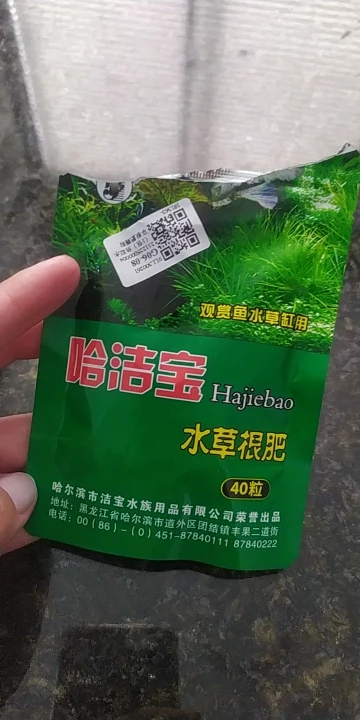 G06-08
观赏鱼水草缸用
哈洁宝 Hajiebao
水草根肥
40粒
哈尔滨市洁宝水族用品有限公司荣誉出品
地址：黑龙江省哈尔滨市道外区团结镇丰果二道街
电话：00(86)-(0)451-87840111 87840222